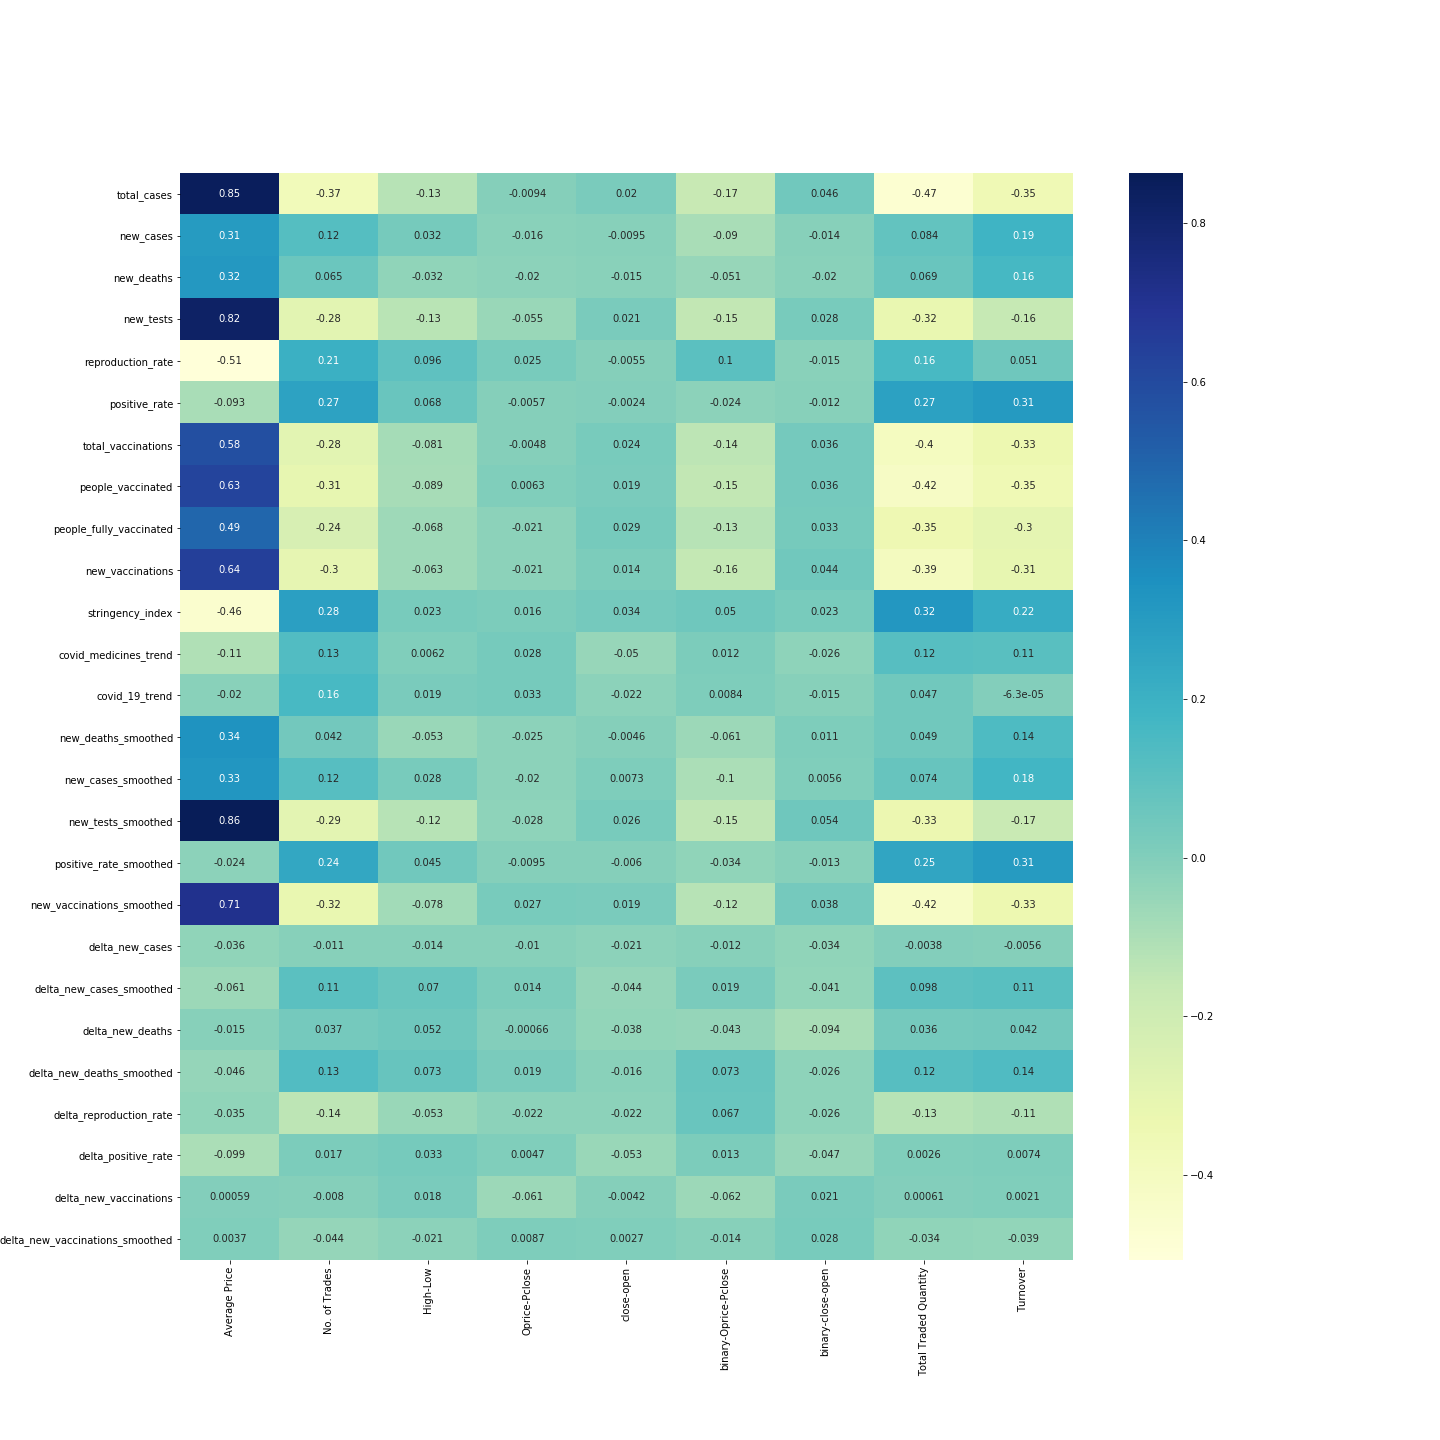 total_cases 0.85 -0.37 -0.13 -0.0094 0.02 -0.17 0.046 -0.47 -0.35
new_cases 0.31 0.12 0.032 -0.016 -0.0095 -0.09 -0.014 0.084 0.19
new_deaths 0.32 0.065 -0.032 -0.02 -0.015 -0.051 -0.02 0.069 0.16
new_tests 0.82 -0.28 -0.13 -0.055 0.021 -0.15 0.028 -0.32 -0.16
reproduction_rate -0.51 0.21 0.096 0.025 -0.0055 0.1 -0.015 0.16 0.051
positive_rate -0.093 0.27 0.068 -0.0057 -0.0024 -0.024 -0.012 0.27 0.31
total_vaccinations 0.58 -0.28 -0.081 -0.0048 0.024 -0.14 0.036 -0.4 -0.33
people_vaccinated 0.63 -0.31 -0.089 0.0063 0.019 -0.15 0.036 -0.42 -0.35
people_fully_vaccinated 0.49 -0.24 -0.068 -0.021 0.029 -0.13 0.033 -0.35 -0.3
new_vaccinations 0.64 -0.3 -0.063 -0.021 0.014 -0.16 0.044 -0.39 -0.31
stringency_index -0.46 0.28 0.023 0.016 0.034 0.05 0.023 0.32 0.22
covid_medicines_trend -0.11 0.13 0.0062 0.028 -0.05 0.012 -0.026 0.12 0.11
covid_19_trend -0.02 0.16 0.019 0.033 -0.022 0.0084 -0.015 0.047 -6.3e-05
new_deaths_smoothed 0.34 0.042 -0.053 -0.025 -0.0046 -0.061 0.011 0.049 0.14
new_cases_smoothed 0.33 0.12 0.028 -0.02 0.0073 -0.1 0.0056 0.074 0.18
new_tests_smoothed 0.86 -0.29 -0.12 -0.028 0.026 -0.15 0.054 -0.33 -0.17
positive_rate_smoothed -0.024 0.24 0.045 -0.0095 -0.006 -0.034 -0.013 0.25 0.31
new_vaccinations_smoothed 0.71 -0.32 -0.078 0.027 0.019 -0.12 0.038 -0.42 -0.33
delta_new_cases -0.036 -0.011 -0.014 -0.01 -0.021 -0.012 -0.034 -0.0038 -0.0056
delta_new_cases_smoothed -0.061 0.11 0.07 0.014 -0.044 0.019 -0.041 0.098 0.11
delta_new_deaths -0.015 0.037 0.052 -0.00066 -0.038 -0.043 -0.094 0.036 0.042
delta_new_deaths_smoothed -0.046 0.13 0.073 0.019 -0.016 0.073 -0.026 0.12 0.14
delta_reproduction_rate -0.035 -0.14 -0.053 -0.022 -0.022 0.067 -0.026 -0.13 -0.11
delta_positive_rate -0.099 0.017 0.033 0.0047 -0.053 0.013 -0.047 0.0026 0.0074
delta_new_vaccinations 0.00059 -0.008 0.018 -0.061 -0.0042 -0.062 0.021 0.00061 0.0021
delta_new_vaccinations_smoothed 0.0037 -0.044 -0.021 0.0087 0.0027 -0.014 0.028 -0.034 -0.039
Average Price
No. of Trades
High-Low
Oprice-Pclose
close-open
binary-Oprice-Pclose
binary-close-open
Total Traded Quantity
Turnover
0.8
0.6
0.4
0.2
0.0
−0.2
−0.4